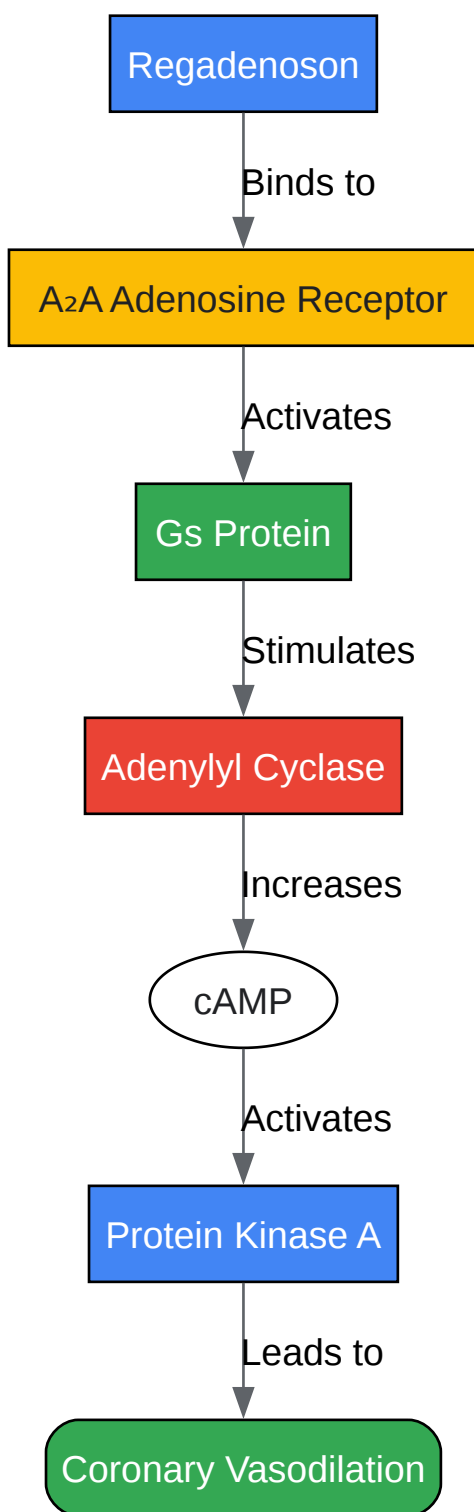 Regadenoson
Binds to
A₂A Adenosine Receptor
Activates
Gs Protein
Stimulates
Adenylyl Cyclase
Increases
cAMP
Activates
Protein Kinase A
Leads to
Coronary Vasodilation